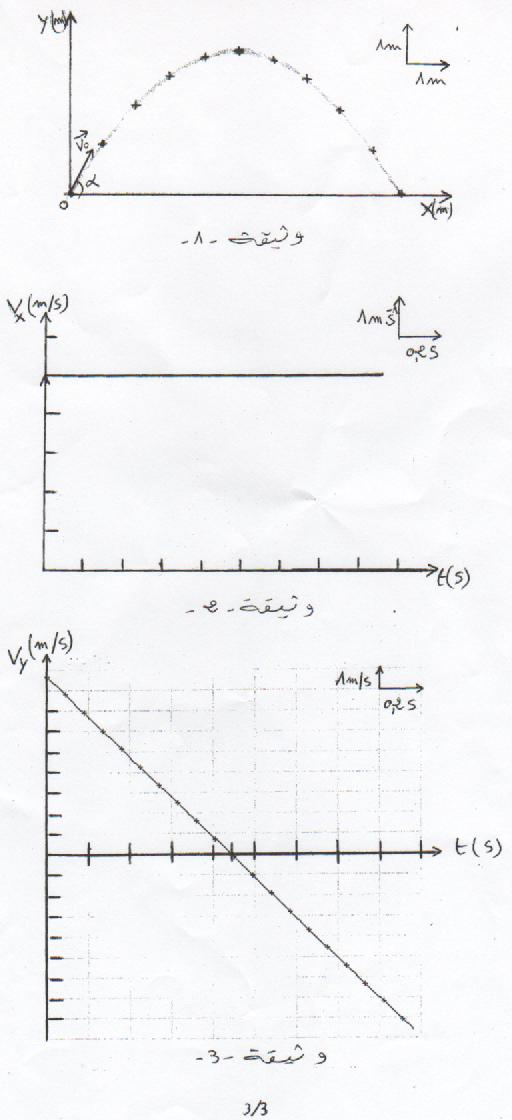 y(m)
1m
1m
V₀
α
0
X(m)
وثيقة -1-
Vx(m/s)
1m/s
0,2S
t(s)
وثيقة -2-
Vy(m/s)
1m/s
0,2S
t(s)
وثيقة -3-
3/3